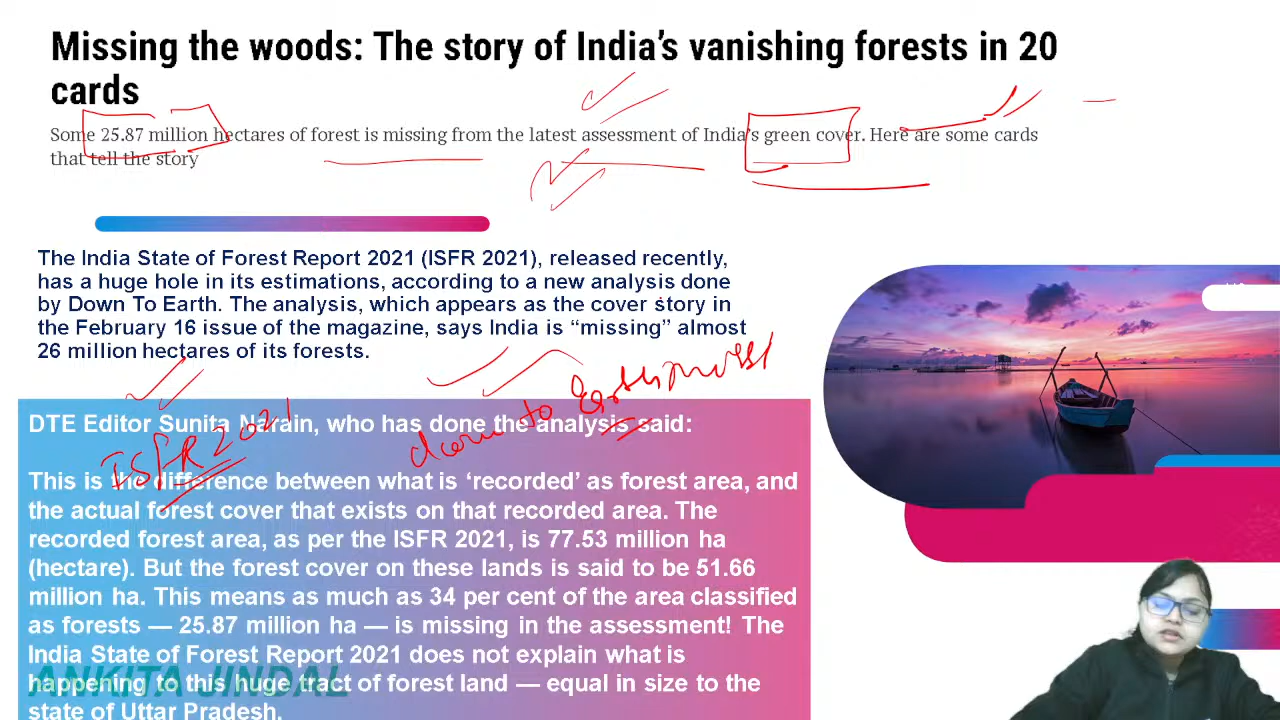 Missing the woods: The story of India's vanishing forests in 20
cards
Some 25.87 million hectares of forest is missing from the latest assessment of India's green cover. Here are some cards
that tell the story
The India State of Forest Report 2021 (ISFR 2021), released recently,
has a huge hole in its estimations, according to a new analysis done
by Down To Earth. The analysis, which appears as the cover story in
the February 16 issue of the magazine, says India is “missing” almost
26 million hectares of its forests.
DTE Editor Sunita Narain, who has done the analysis said:
ISFR 2021
down to Earth
This is the difference between what is ‘recorded’ as forest area, and
the actual forest cover that exists on that recorded area. The
recorded forest area, as per the ISFR 2021, is 77.53 million ha
(hectare). But the forest cover on these lands is said to be 51.66
million ha. This means as much as 34 per cent of the area classified
as forests — 25.87 million ha — is missing in the assessment! The
India State of Forest Report 2021 does not explain what is
happening to this huge tract of forest land — equal in size to the
state of Uttar Pradesh.
ANKITA JINDAL